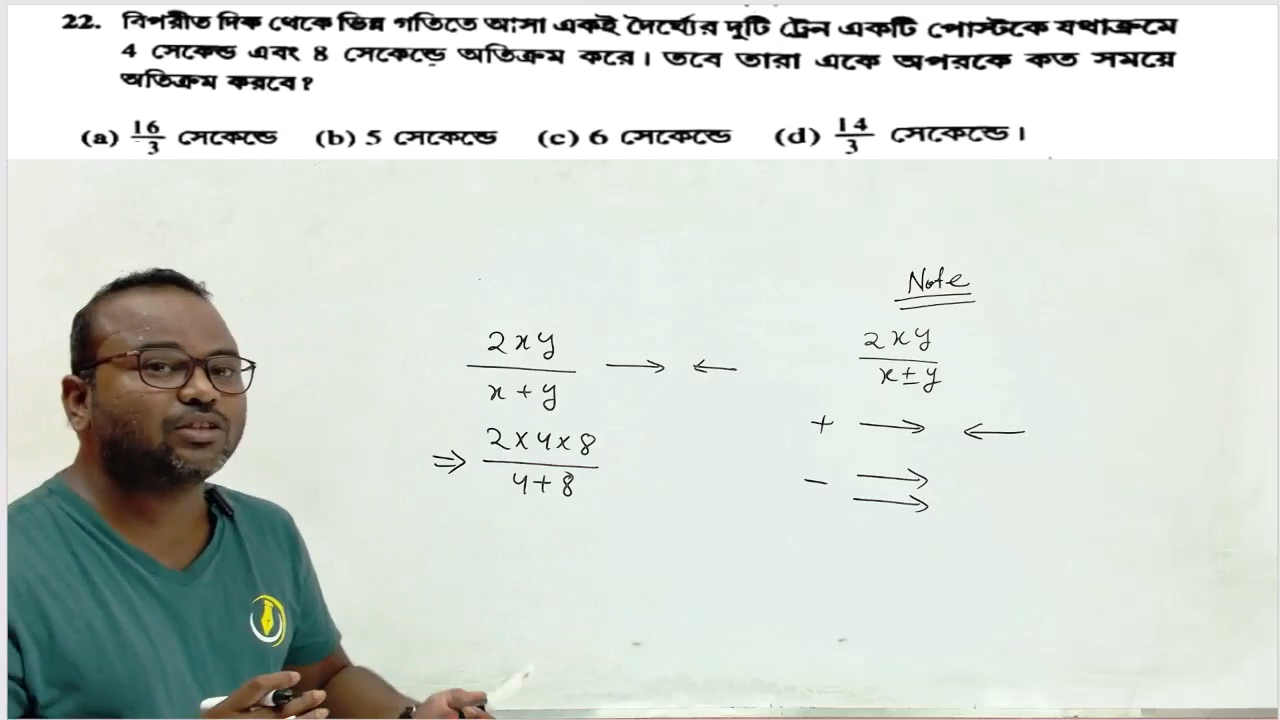 22. বিপরীত দিক থেকে ভিন্ন গতিতে আসা একই দৈর্ঘ্যের দুটি ট্রেন একটি পোস্টকে যথাক্রমে
4 সেকেন্ড এবং 8 সেকেন্ডে অতিক্রম করে। তবে তারা একে অপরকে কত সময়ে
অতিক্রম করবে?
(a) 16/3 সেকেন্ডে (b) 5 সেকেন্ডে (c) 6 সেকেন্ডে (d) 14/3 সেকেন্ডে।
Note
2xy/(x+y) → ←
2xy/(x±y)
+ → ←
⇒ (2×4×8)/(4+8)
- ⇉